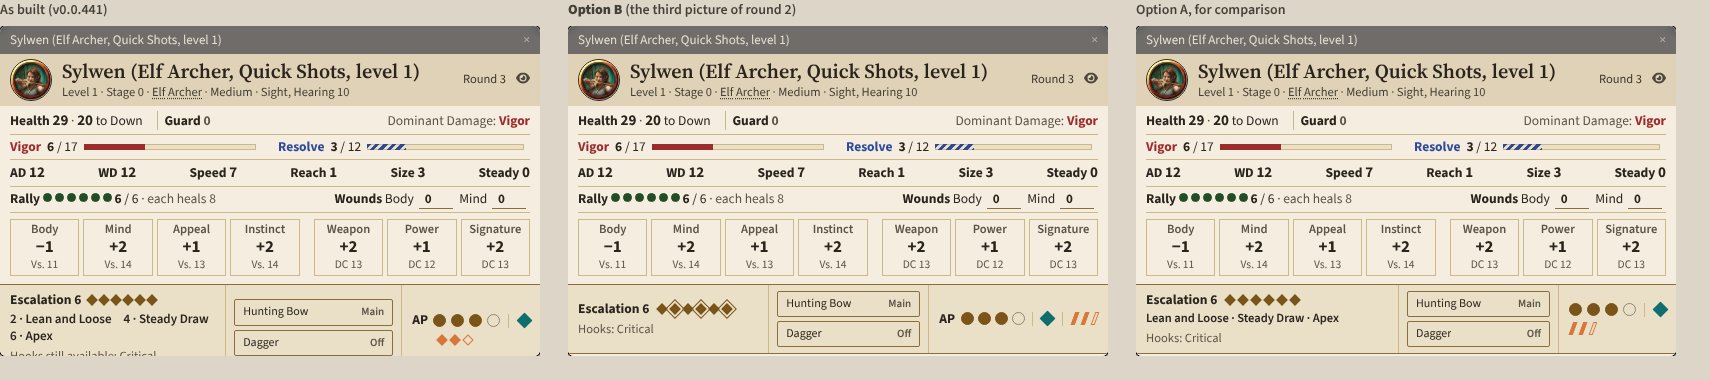 As built (v0.0.441)
Sylwen (Elf Archer, Quick Shots, level 1) ×
Sylwen (Elf Archer, Quick Shots, level 1) Round 3
Level 1 · Stage 0 · Elf Archer · Medium · Sight, Hearing 10
Health 29 · 20 to Down Guard 0 Dominant Damage: Vigor
Vigor 6 / 17 Resolve 3 / 12
AD 12 WD 12 Speed 7 Reach 1 Size 3 Steady 0
Rally 6 / 6 · each heals 8 Wounds Body 0 Mind 0
Body Mind Appeal Instinct Weapon Power Signature
−1 +2 +1 +2 +2 +1 +2
Vs. 11 Vs. 14 Vs. 13 Vs. 14 DC 13 DC 12 DC 13
Escalation 6
2 · Lean and Loose 4 · Steady Draw
6 · Apex
Hooks still available: Critical
Hunting Bow Main
Dagger Off
AP
Option B (the third picture of round 2)
Sylwen (Elf Archer, Quick Shots, level 1) ×
Sylwen (Elf Archer, Quick Shots, level 1) Round 3
Level 1 · Stage 0 · Elf Archer · Medium · Sight, Hearing 10
Health 29 · 20 to Down Guard 0 Dominant Damage: Vigor
Vigor 6 / 17 Resolve 3 / 12
AD 12 WD 12 Speed 7 Reach 1 Size 3 Steady 0
Rally 6 / 6 · each heals 8 Wounds Body 0 Mind 0
Body Mind Appeal Instinct Weapon Power Signature
−1 +2 +1 +2 +2 +1 +2
Vs. 11 Vs. 14 Vs. 13 Vs. 14 DC 13 DC 12 DC 13
Escalation 6
Hooks: Critical
Hunting Bow Main
Dagger Off
AP
Option A, for comparison
Sylwen (Elf Archer, Quick Shots, level 1) ×
Sylwen (Elf Archer, Quick Shots, level 1) Round 3
Level 1 · Stage 0 · Elf Archer · Medium · Sight, Hearing 10
Health 29 · 20 to Down Guard 0 Dominant Damage: Vigor
Vigor 6 / 17 Resolve 3 / 12
AD 12 WD 12 Speed 7 Reach 1 Size 3 Steady 0
Rally 6 / 6 · each heals 8 Wounds Body 0 Mind 0
Body Mind Appeal Instinct Weapon Power Signature
−1 +2 +1 +2 +2 +1 +2
Vs. 11 Vs. 14 Vs. 13 Vs. 14 DC 13 DC 12 DC 13
Escalation 6
Lean and Loose · Steady Draw · Apex
Hooks: Critical
Hunting Bow Main
Dagger Off